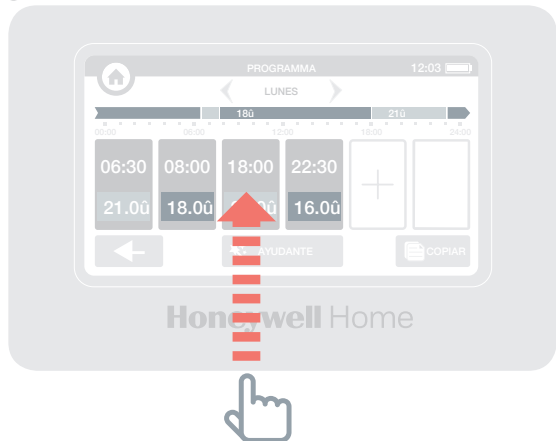 PROGRAMMA 12:03
LUNES
18û 21û
00:00 06:00 12:00 18:00 24:00
06:30 08:00 18:00 22:30
21.0û 18.0û 16.0û
AYUDANTE COPIAR
Honeywell Home